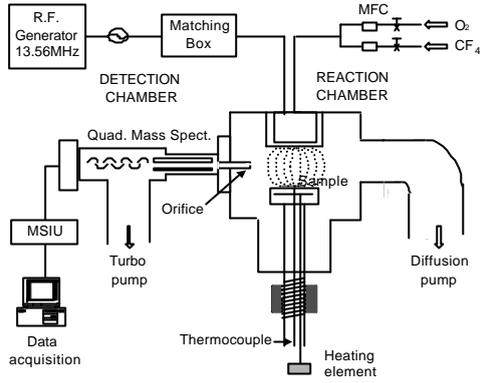 R.F.
Generator
13.56MHz
Matching
Box
MFC
O₂
CF₄
DETECTION
CHAMBER
REACTION
CHAMBER
Quad. Mass Spect.
Sample
Orifice
MSIU
Turbo
pump
Diffusion
pump
Data
acquisition
Thermocouple
Heating
element